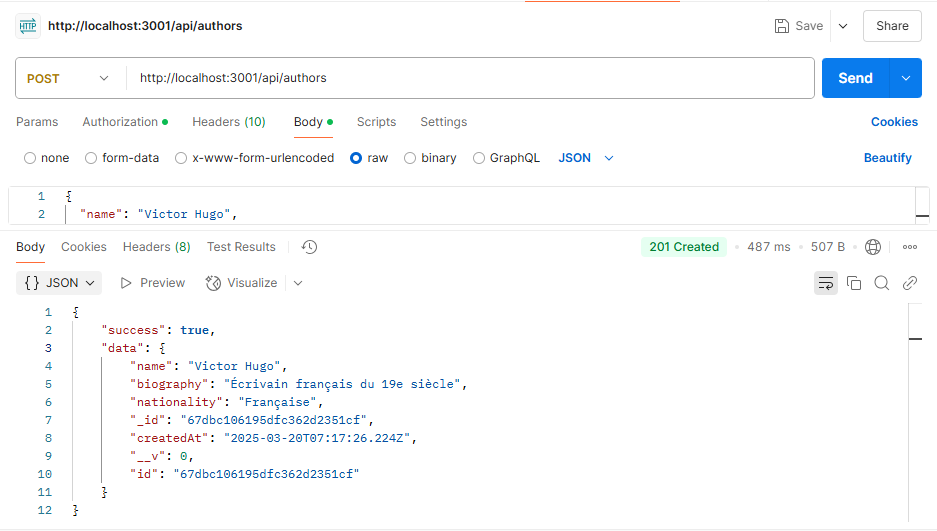 HTTP http://localhost:3001/api/authors Save Share
POST http://localhost:3001/api/authors Send
Params Authorization Headers (10) Body Scripts Settings Cookies
none form-data x-www-form-urlencoded raw binary GraphQL JSON Beautify
1 {
2 "name": "Victor Hugo",
Body Cookies Headers (8) Test Results 201 Created 487 ms 507 B
{} JSON Preview Visualize
1 {
2 "success": true,
3 "data": {
4 "name": "Victor Hugo",
5 "biography": "Écrivain français du 19e siècle",
6 "nationality": "Française",
7 "_id": "67dbc106195dfc362d2351cf",
8 "createdAt": "2025-03-20T07:17:26.224Z",
9 "__v": 0,
10 "id": "67dbc106195dfc362d2351cf"
11 }
12 }